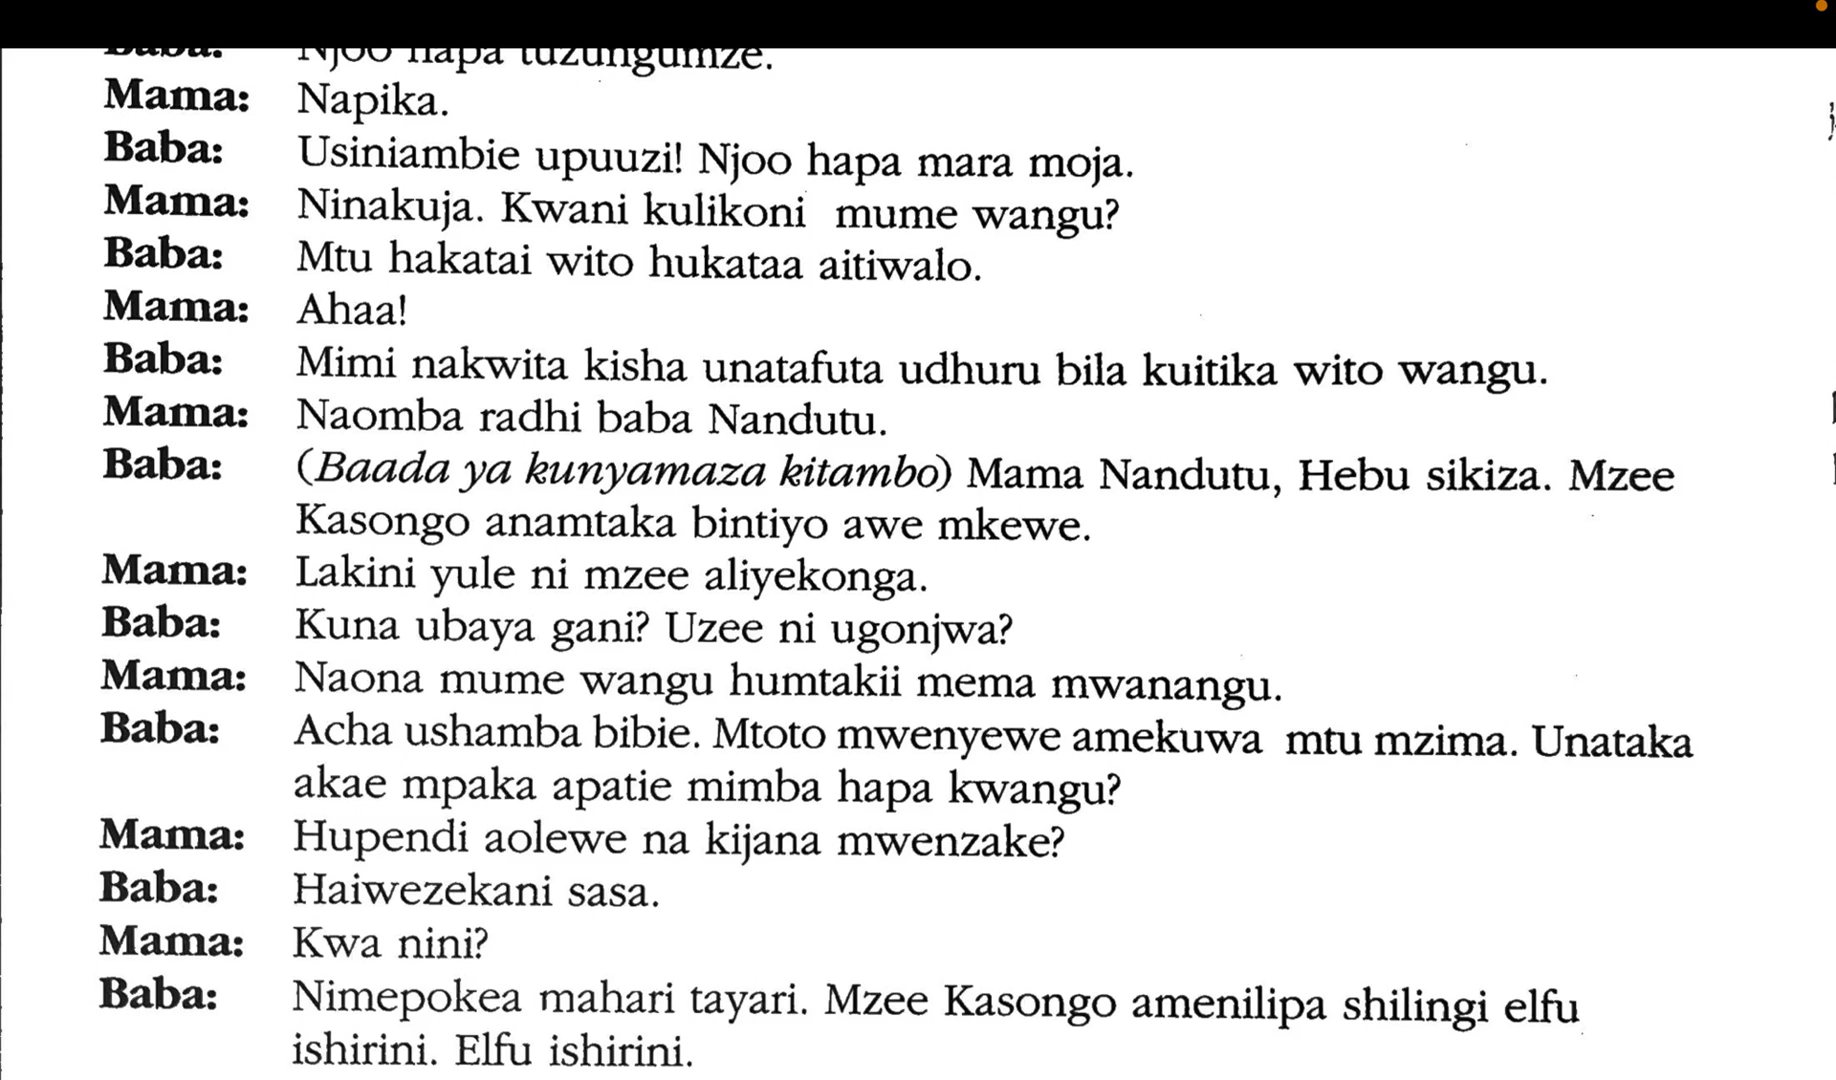 Baba: Njoo hapa tuzungumze.
Mama: Napika.
Baba: Usiniambie upuuzi! Njoo hapa mara moja.
Mama: Ninakuja. Kwani kulikoni mume wangu?
Baba: Mtu hakatai wito hukataa aitiwalo.
Mama: Ahaa!
Baba: Mimi nakwita kisha unatafuta udhuru bila kuitika wito wangu.
Mama: Naomba radhi baba Nandutu.
Baba: (Baada ya kunyamaza kitambo) Mama Nandutu, Hebu sikiza. Mzee
Kasongo anamtaka bintiyo awe mkewe.
Mama: Lakini yule ni mzee aliyekonga.
Baba: Kuna ubaya gani? Uzee ni ugonjwa?
Mama: Naona mume wangu humtakii mema mwanangu.
Baba: Acha ushamba bibie. Mtoto mwenyewe amekuwa mtu mzima. Unataka
akae mpaka apatie mimba hapa kwangu?
Mama: Hupendi aolewe na kijana mwenzake?
Baba: Haiwezekani sasa.
Mama: Kwa nini?
Baba: Nimepokea mahari tayari. Mzee Kasongo amenilipa shilingi elfu
ishirini. Elfu ishirini.